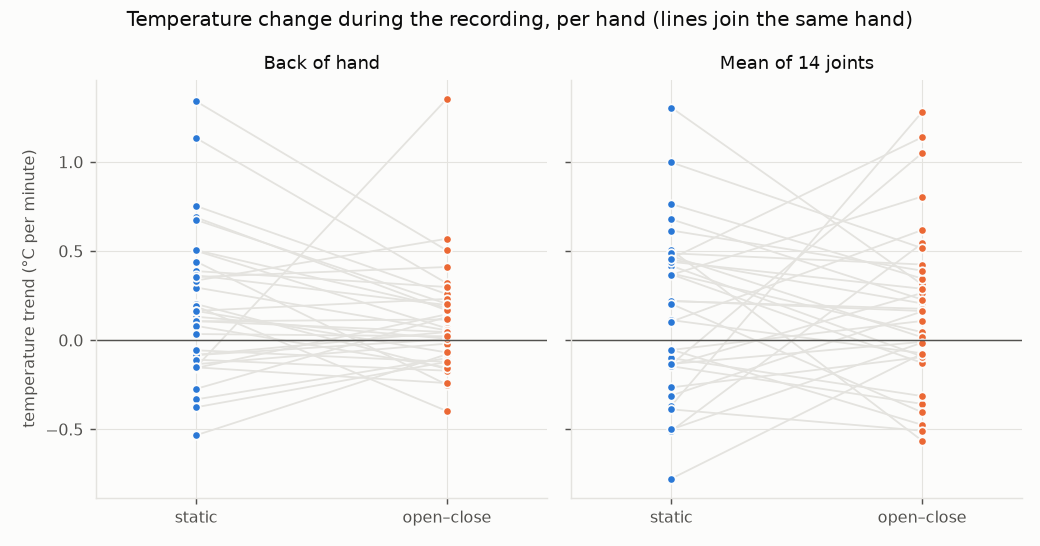 Temperature change during the recording, per hand (lines join the same hand)
Back of hand
Mean of 14 joints
temperature trend (°C per minute)
1.0
0.5
0.0
−0.5
static
open–close
static
open–close